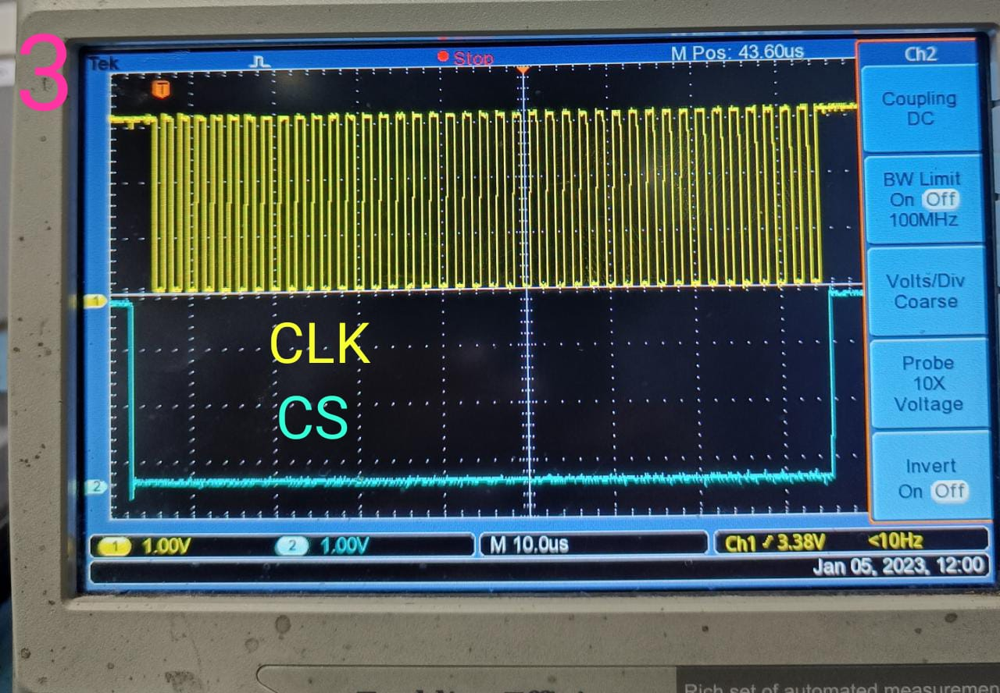 3
Tek
Stop
M Pos: 43.60us
Ch2
T
Coupling
DC
BW Limit
On Off
100MHz
Volts/Div
Coarse
1
CLK
CS
Probe
10X
Voltage
2
Invert
On Off
1 1.00V
2 1.00V
M 10.0us
Ch1 3.38V
<10Hz
Jan 05, 2023, 12:00
Rich set of automated